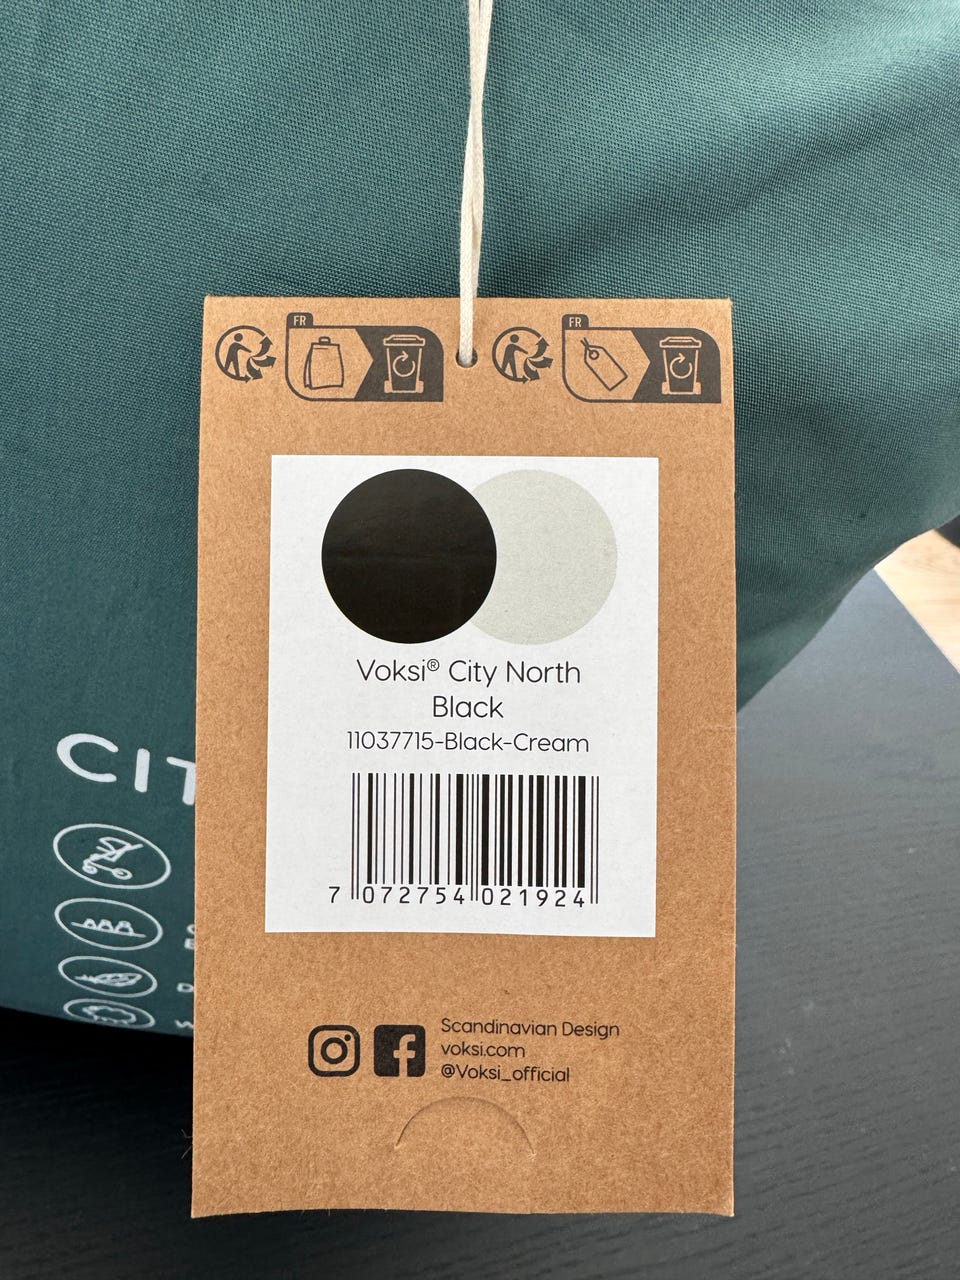 FR
FR
Voksi® City North
Black
11037715-Black-Cream
7 072754 021924
Scandinavian Design
voksi.com
@Voksi_official
CIT
D
W